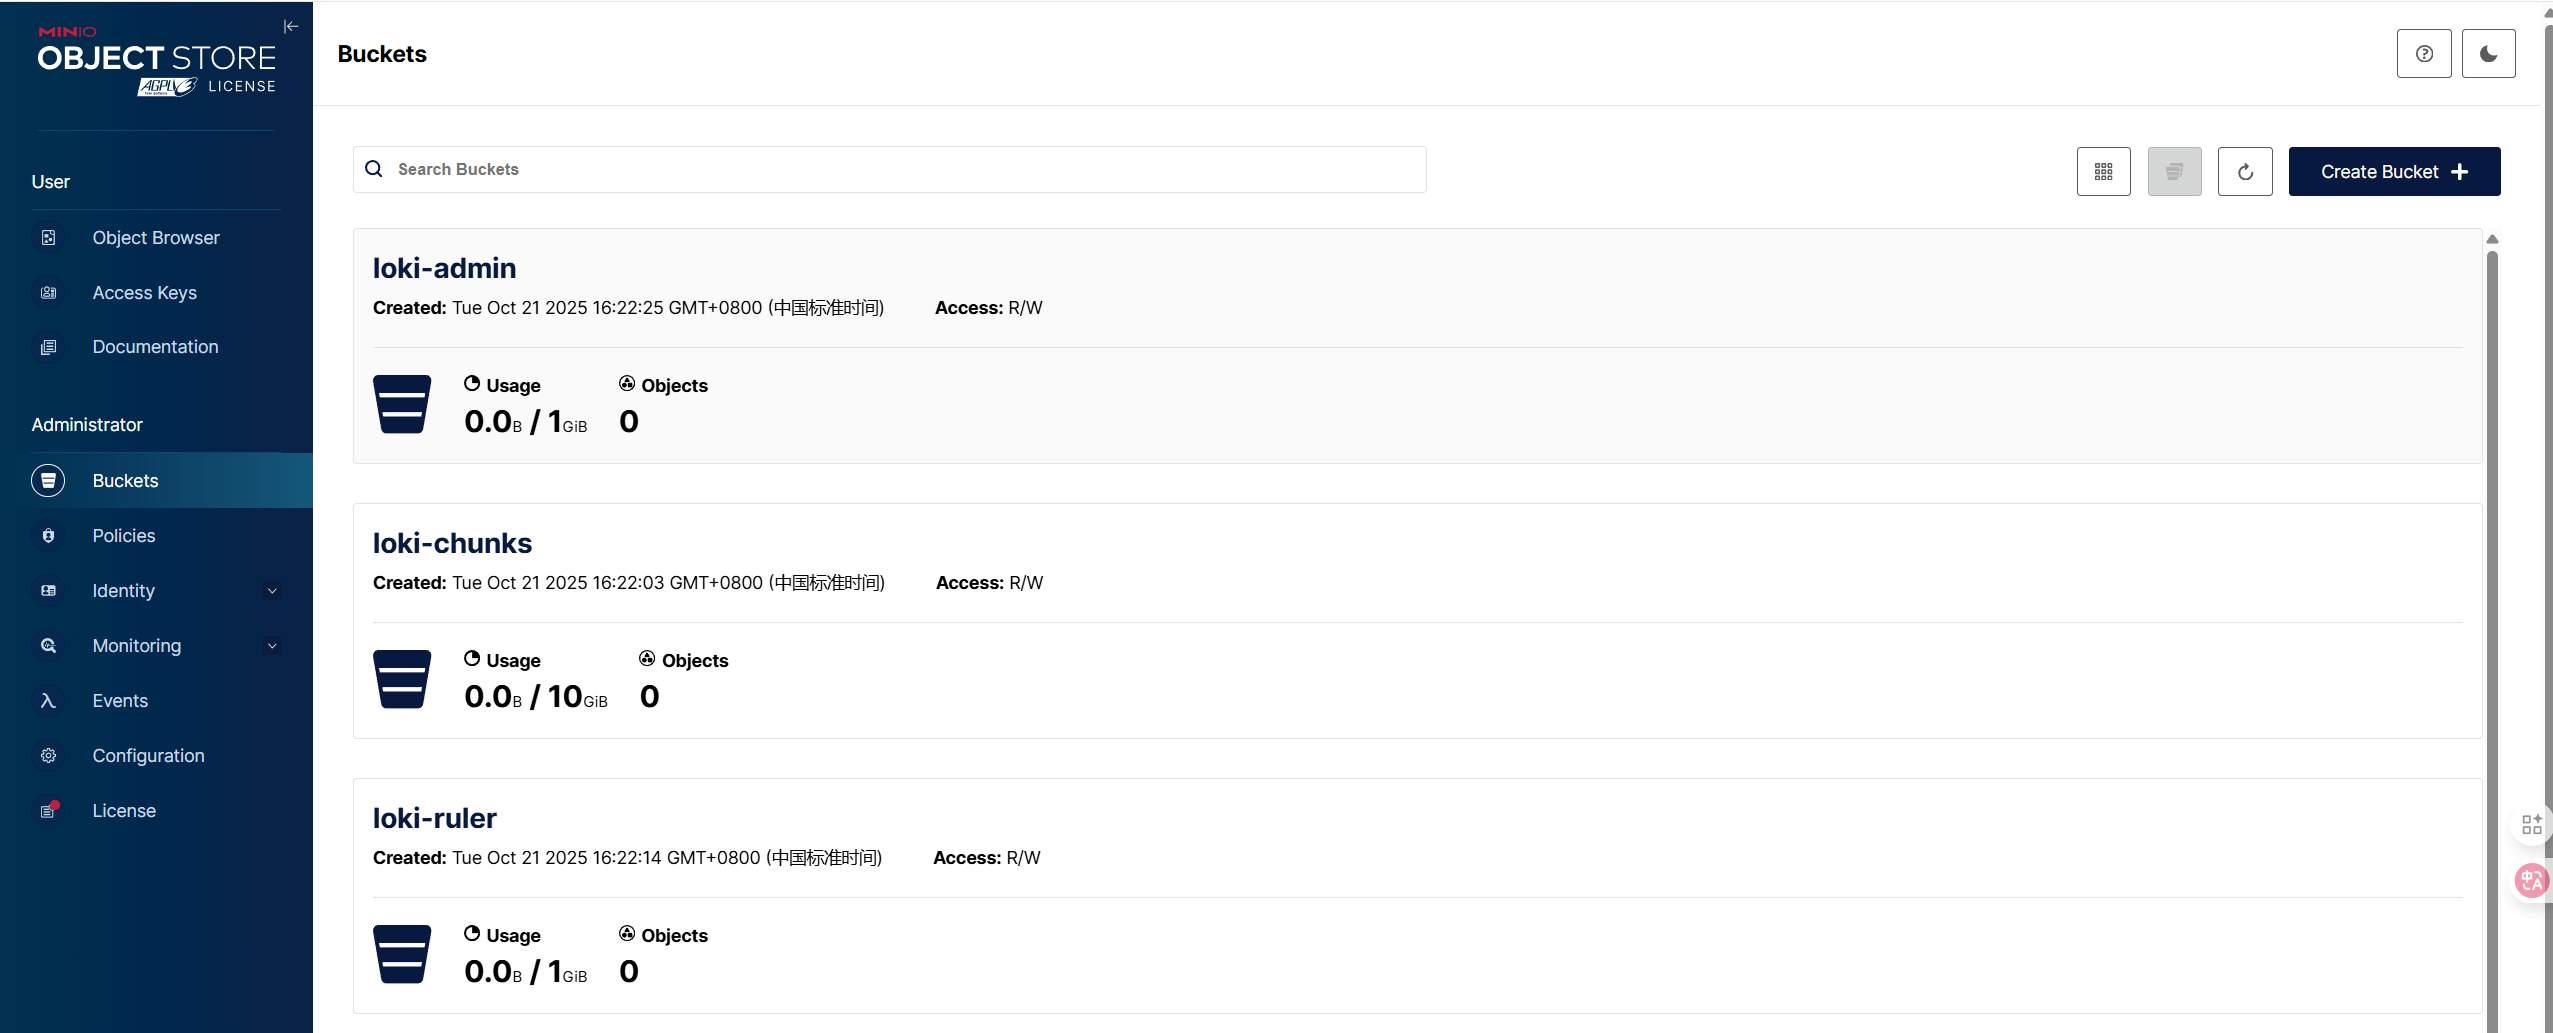 MINIO
OBJECT STORE
AGPL v3 LICENSE
User
Object Browser
Access Keys
Documentation
Administrator
Buckets
Policies
Identity
Monitoring
Events
Configuration
License
Buckets
Search Buckets
Create Bucket
loki-admin
Created: Tue Oct 21 2025 16:22:25 GMT+0800 (中国标准时间) Access: R/W
Usage Objects
0.0B / 1GiB 0
loki-chunks
Created: Tue Oct 21 2025 16:22:03 GMT+0800 (中国标准时间) Access: R/W
Usage Objects
0.0B / 10GiB 0
loki-ruler
Created: Tue Oct 21 2025 16:22:14 GMT+0800 (中国标准时间) Access: R/W
Usage Objects
0.0B / 1GiB 0